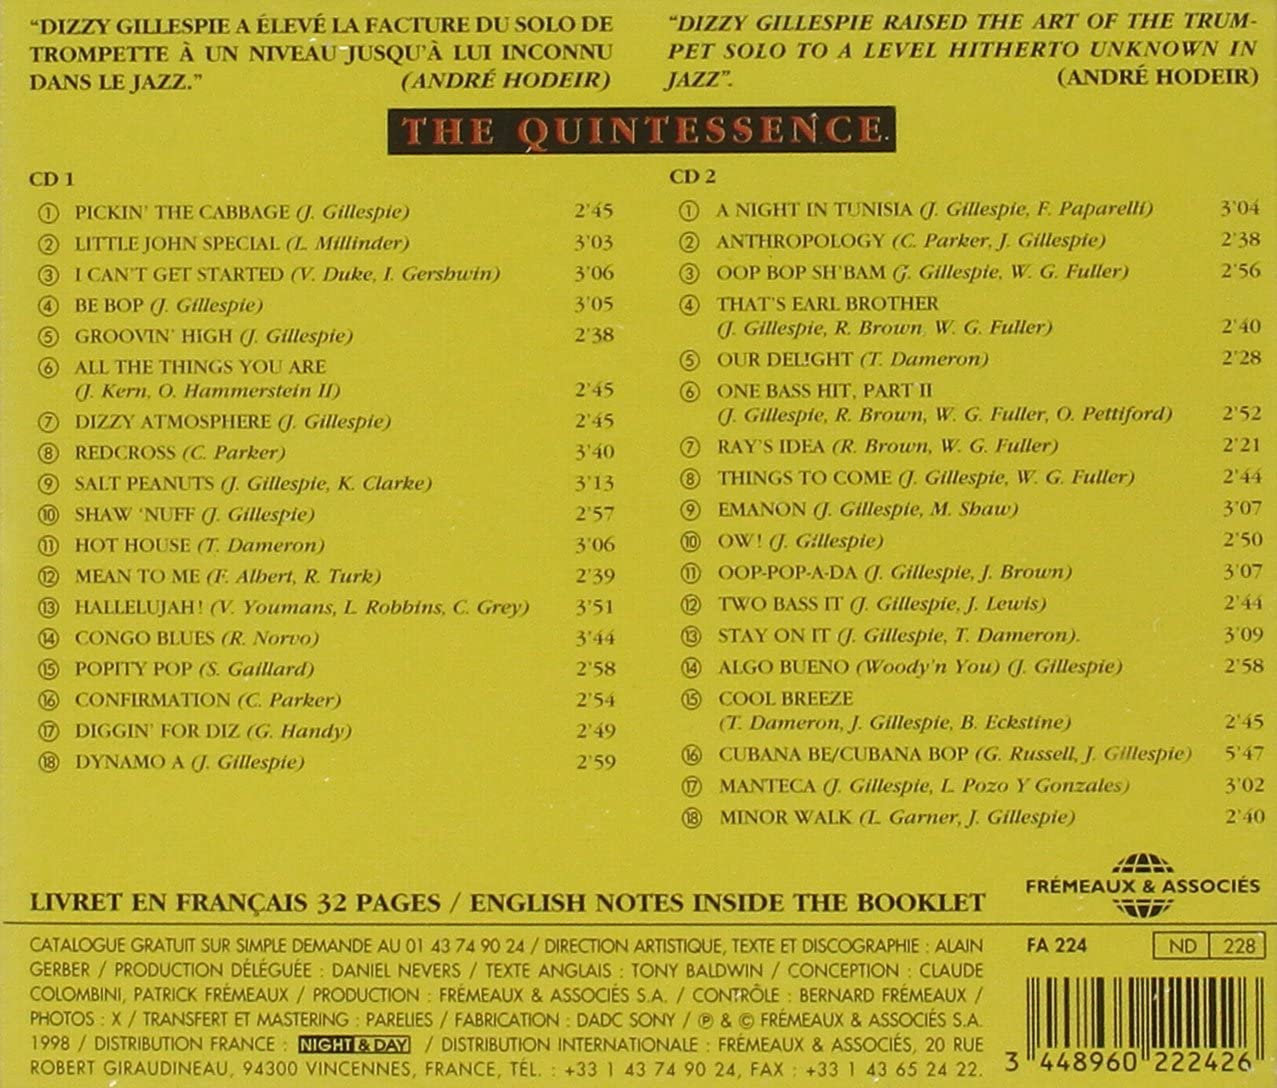 “DIZZY GILLESPIE A ÉLEVÉ LA FACTURE DU SOLO DE
TROMPETTE À UN NIVEAU JUSQU'À LUI INCONNU
DANS LE JAZZ.” (ANDRÉ HODEIR)
“DIZZY GILLESPIE RAISED THE ART OF THE TRUM-
PET SOLO TO A LEVEL HITHERTO UNKNOWN IN
JAZZ”. (ANDRÉ HODEIR)
THE QUINTESSENCE.
CD 1
① PICKIN' THE CABBAGE (J. Gillespie) 2'45
② LITTLE JOHN SPECIAL (L. Millinder) 3'03
③ I CAN'T GET STARTED (V. Duke, I. Gershwin) 3'06
④ BE BOP (J. Gillespie) 3'05
⑤ GROOVIN' HIGH (J. Gillespie) 2'38
⑥ ALL THE THINGS YOU ARE
(J. Kern, O. Hammerstein II) 2'45
⑦ DIZZY ATMOSPHERE (J. Gillespie) 2'45
⑧ REDCROSS (C. Parker) 3'40
⑨ SALT PEANUTS (J. Gillespie, K. Clarke) 3'13
⑩ SHAW 'NUFF (J. Gillespie) 2'57
⑪ HOT HOUSE (T. Dameron) 3'06
⑫ MEAN TO ME (F. Albert, R. Turk) 2'39
⑬ HALLELUJAH! (V. Youmans, L. Robbins, C. Grey) 3'51
⑭ CONGO BLUES (R. Norvo) 3'44
⑮ POPITY POP (S. Gaillard) 2'58
⑯ CONFIRMATION (C. Parker) 2'54
⑰ DIGGIN' FOR DIZ (G. Handy) 2'49
⑱ DYNAMO A (J. Gillespie) 2'59
CD 2
① A NIGHT IN TUNISIA (J. Gillespie, F. Paparelli) 3'04
② ANTHROPOLOGY (C. Parker, J. Gillespie) 2'38
③ OOP BOP SH'BAM (J. Gillespie, W. G. Fuller) 2'56
④ THAT'S EARL BROTHER
(J. Gillespie, R. Brown, W. G. Fuller) 2'40
⑤ OUR DEL!GHT (T. Dameron) 2'28
⑥ ONE BASS HIT, PART II
(J. Gillespie, R. Brown, W. G. Fuller, O. Pettiford) 2'52
⑦ RAY'S IDEA (R. Brown, W. G. Fuller) 2'21
⑧ THINGS TO COME (J. Gillespie, W. G. Fuller) 2'44
⑨ EMANON (J. Gillespie, M. Shaw) 3'07
⑩ OW! (J. Gillespie) 2'50
⑪ OOP-POP-A-DA (J. Gillespie, J. Brown) 3'07
⑫ TWO BASS IT (J. Gillespie, J. Lewis) 2'44
⑬ STAY ON IT (J. Gillespie, T. Dameron). 3'09
⑭ ALGO BUENO (Woody'n You) (J. Gillespie) 2'58
⑮ COOL BREEZE
(T. Dameron, J. Gillespie, B. Eckstine) 2'45
⑯ CUBANA BE/CUBANA BOP (G. Russell, J. Gillespie) 5'47
⑰ MANTECA (J. Gillespie, L. Pozo Y Gonzales) 3'02
⑱ MINOR WALK (L. Garner, J. Gillespie) 2'40
LIVRET EN FRANÇAIS 32 PAGES / ENGLISH NOTES INSIDE THE BOOKLET
FRÉMEAUX & ASSOCIÉS
CATALOGUE GRATUIT SUR SIMPLE DEMANDE AU 01 43 74 90 24 / DIRECTION ARTISTIQUE, TEXTE ET DISCOGRAPHIE : ALAIN
GERBER / PRODUCTION DÉLÉGUÉE : DANIEL NEVERS / TEXTE ANGLAIS : TONY BALDWIN / CONCEPTION : CLAUDE
COLOMBINI, PATRICK FRÉMEAUX / PRODUCTION : FRÉMEAUX & ASSOCIÉS S.A. / CONTRÔLE : BERNARD FRÉMEAUX /
PHOTOS : X / TRANSFERT ET MASTERING : PARELIES / FABRICATION : DADC SONY / ℗ & © FRÉMEAUX & ASSOCIÉS S.A.
1998 / DISTRIBUTION FRANCE : NIGHT & DAY / DISTRIBUTION INTERNATIONALE : FRÉMEAUX & ASSOCIÉS, 20 RUE
ROBERT GIRAUDINEAU, 94300 VINCENNES, FRANCE, TÉL. : +33 1 43 74 90 24, FAX : +33 1 43 65 24 22.
FA 224 ND 228
3 448960 222426